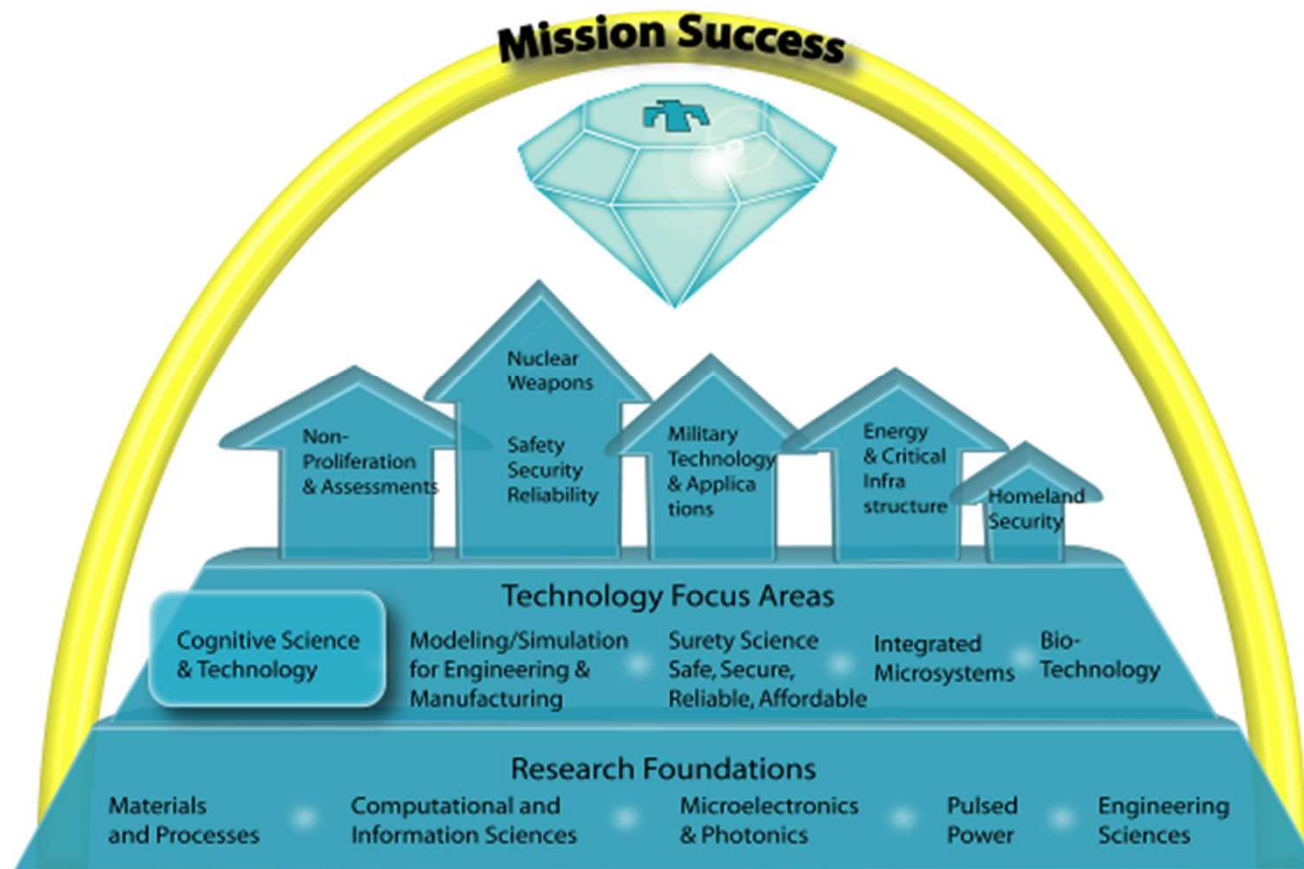 Mission Success
Non-
Proliferation
& Assessments
Nuclear
Weapons
Safety
Security
Reliability
Military
Technology
& Applica
tions
Energy
& Critical
Infra
structure
Homeland
Security
Technology Focus Areas
Cognitive Science
& Technology
Modeling/Simulation
for Engineering &
Manufacturing
Surety Science
Safe, Secure,
Reliable, Affordable
Integrated
Microsystems
Bio-
Technology
Research Foundations
Materials
and Processes
Computational and
Information Sciences
Microelectronics
& Photonics
Pulsed
Power
Engineering
Sciences